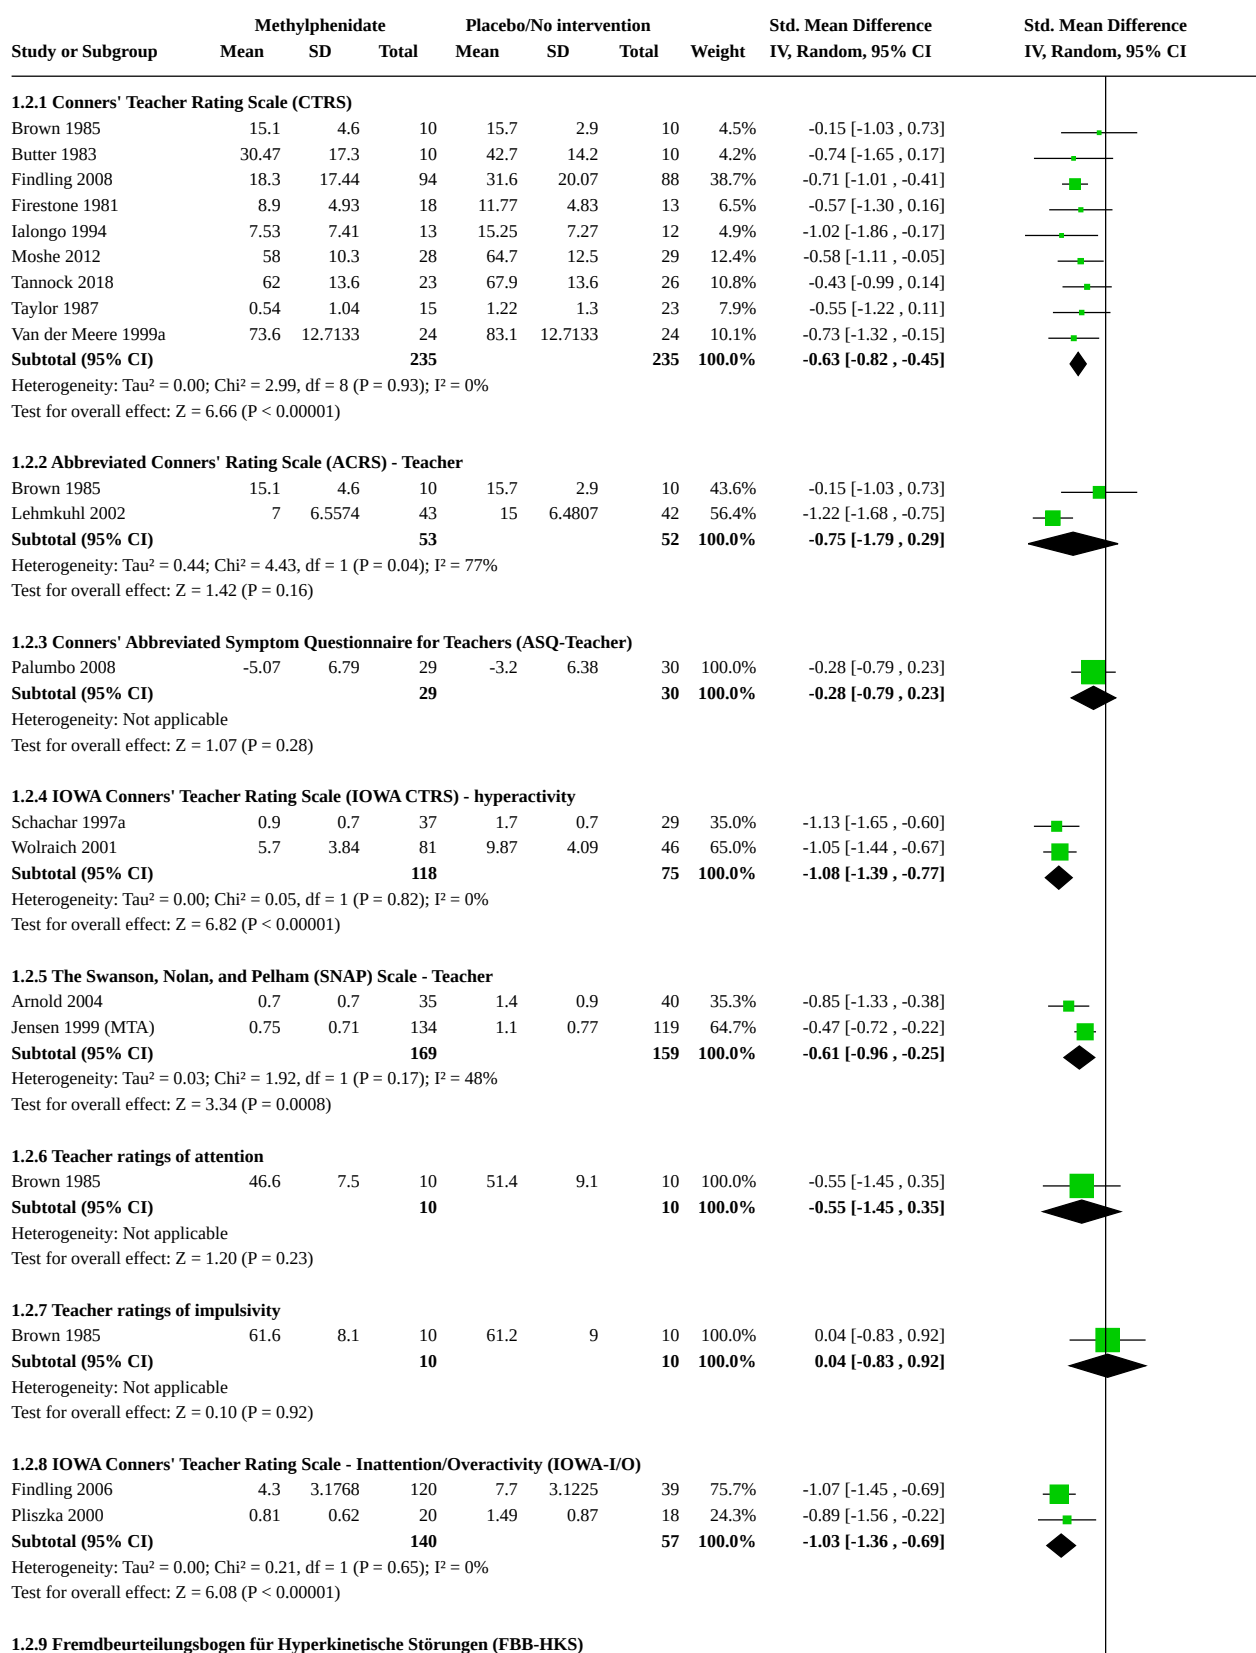 Methylphenidate Placebo/No intervention Std. Mean Difference Std. Mean Difference
Study or Subgroup Mean SD Total Mean SD Total Weight IV, Random, 95% CI IV, Random, 95% CI
1.2.1 Conners' Teacher Rating Scale (CTRS)
Brown 1985 15.1 4.6 10 15.7 2.9 10 4.5% -0.15 [-1.03 , 0.73]
Butter 1983 30.47 17.3 10 42.7 14.2 10 4.2% -0.74 [-1.65 , 0.17]
Findling 2008 18.3 17.44 94 31.6 20.07 88 38.7% -0.71 [-1.01 , -0.41]
Firestone 1981 8.9 4.93 18 11.77 4.83 13 6.5% -0.57 [-1.30 , 0.16]
Ialongo 1994 7.53 7.41 13 15.25 7.27 12 4.9% -1.02 [-1.86 , -0.17]
Moshe 2012 58 10.3 28 64.7 12.5 29 12.4% -0.58 [-1.11 , -0.05]
Tannock 2018 62 13.6 23 67.9 13.6 26 10.8% -0.43 [-0.99 , 0.14]
Taylor 1987 0.54 1.04 15 1.22 1.3 23 7.9% -0.55 [-1.22 , 0.11]
Van der Meere 1999a 73.6 12.7133 24 83.1 12.7133 24 10.1% -0.73 [-1.32 , -0.15]
Subtotal (95% CI) 235 235 100.0% -0.63 [-0.82 , -0.45]
Heterogeneity: Tau² = 0.00; Chi² = 2.99, df = 8 (P = 0.93); I² = 0%
Test for overall effect: Z = 6.66 (P < 0.00001)
1.2.2 Abbreviated Conners' Rating Scale (ACRS) - Teacher
Brown 1985 15.1 4.6 10 15.7 2.9 10 43.6% -0.15 [-1.03 , 0.73]
Lehmkuhl 2002 7 6.5574 43 15 6.4807 42 56.4% -1.22 [-1.68 , -0.75]
Subtotal (95% CI) 53 52 100.0% -0.75 [-1.79 , 0.29]
Heterogeneity: Tau² = 0.44; Chi² = 4.43, df = 1 (P = 0.04); I² = 77%
Test for overall effect: Z = 1.42 (P = 0.16)
1.2.3 Conners' Abbreviated Symptom Questionnaire for Teachers (ASQ-Teacher)
Palumbo 2008 -5.07 6.79 29 -3.2 6.38 30 100.0% -0.28 [-0.79 , 0.23]
Subtotal (95% CI) 29 30 100.0% -0.28 [-0.79 , 0.23]
Heterogeneity: Not applicable
Test for overall effect: Z = 1.07 (P = 0.28)
1.2.4 IOWA Conners' Teacher Rating Scale (IOWA CTRS) - hyperactivity
Schachar 1997a 0.9 0.7 37 1.7 0.7 29 35.0% -1.13 [-1.65 , -0.60]
Wolraich 2001 5.7 3.84 81 9.87 4.09 46 65.0% -1.05 [-1.44 , -0.67]
Subtotal (95% CI) 118 75 100.0% -1.08 [-1.39 , -0.77]
Heterogeneity: Tau² = 0.00; Chi² = 0.05, df = 1 (P = 0.82); I² = 0%
Test for overall effect: Z = 6.82 (P < 0.00001)
1.2.5 The Swanson, Nolan, and Pelham (SNAP) Scale - Teacher
Arnold 2004 0.7 0.7 35 1.4 0.9 40 35.3% -0.85 [-1.33 , -0.38]
Jensen 1999 (MTA) 0.75 0.71 134 1.1 0.77 119 64.7% -0.47 [-0.72 , -0.22]
Subtotal (95% CI) 169 159 100.0% -0.61 [-0.96 , -0.25]
Heterogeneity: Tau² = 0.03; Chi² = 1.92, df = 1 (P = 0.17); I² = 48%
Test for overall effect: Z = 3.34 (P = 0.0008)
1.2.6 Teacher ratings of attention
Brown 1985 46.6 7.5 10 51.4 9.1 10 100.0% -0.55 [-1.45 , 0.35]
Subtotal (95% CI) 10 10 100.0% -0.55 [-1.45 , 0.35]
Heterogeneity: Not applicable
Test for overall effect: Z = 1.20 (P = 0.23)
1.2.7 Teacher ratings of impulsivity
Brown 1985 61.6 8.1 10 61.2 9 10 100.0% 0.04 [-0.83 , 0.92]
Subtotal (95% CI) 10 10 100.0% 0.04 [-0.83 , 0.92]
Heterogeneity: Not applicable
Test for overall effect: Z = 0.10 (P = 0.92)
1.2.8 IOWA Conners' Teacher Rating Scale - Inattention/Overactivity (IOWA-I/O)
Findling 2006 4.3 3.1768 120 7.7 3.1225 39 75.7% -1.07 [-1.45 , -0.69]
Pliszka 2000 0.81 0.62 20 1.49 0.87 18 24.3% -0.89 [-1.56 , -0.22]
Subtotal (95% CI) 140 57 100.0% -1.03 [-1.36 , -0.69]
Heterogeneity: Tau² = 0.00; Chi² = 0.21, df = 1 (P = 0.65); I² = 0%
Test for overall effect: Z = 6.08 (P < 0.00001)
1.2.9 Fremdbeurteilungsbogen für Hyperkinetische Störungen (FBB-HKS)